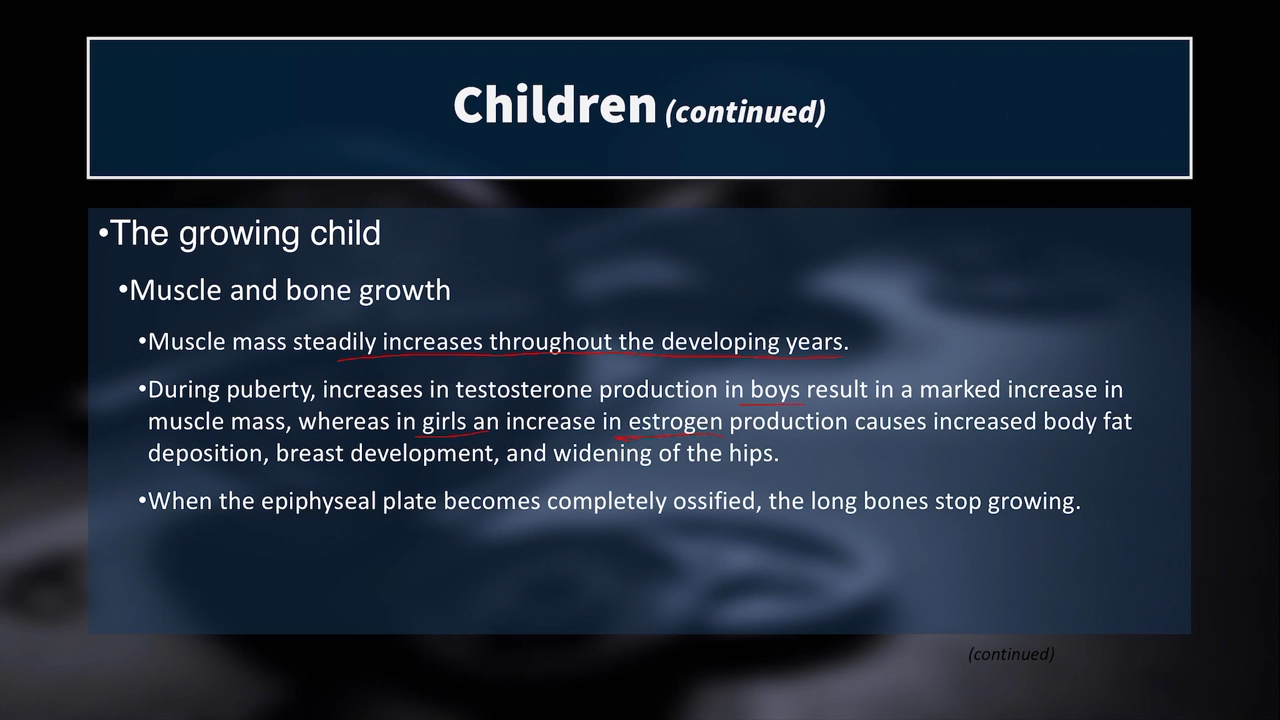 Children (continued)
•The growing child
•Muscle and bone growth
•Muscle mass steadily increases throughout the developing years.
•During puberty, increases in testosterone production in boys result in a marked increase in
muscle mass, whereas in girls an increase in estrogen production causes increased body fat
deposition, breast development, and widening of the hips.
•When the epiphyseal plate becomes completely ossified, the long bones stop growing.
(continued)